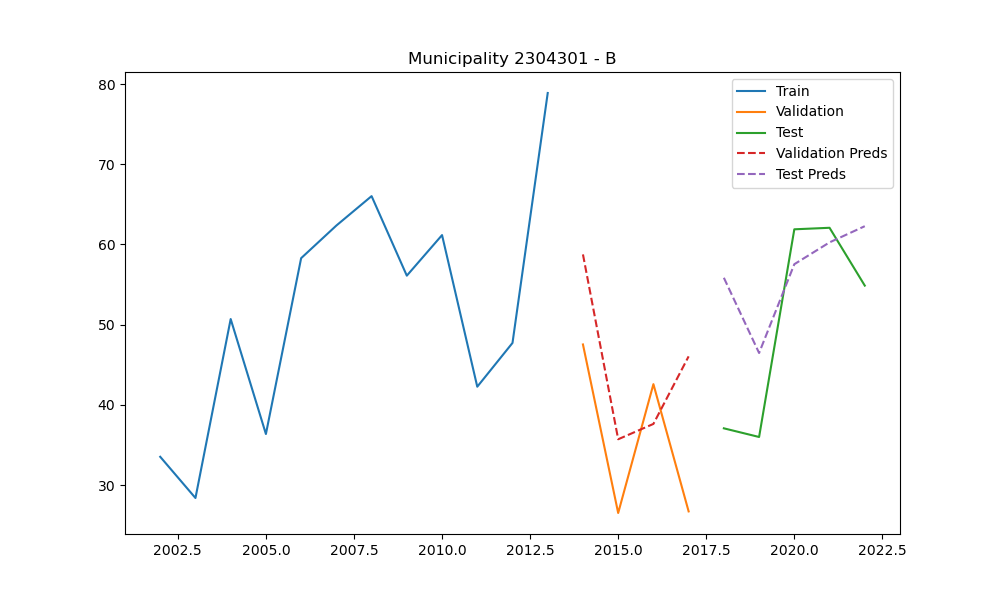 Municipality 2304301 - B
80
70
60
50
40
30
Train
Validation
Test
Validation Preds
Test Preds
2002.5 2005.0 2007.5 2010.0 2012.5 2015.0 2017.5 2020.0 2022.5